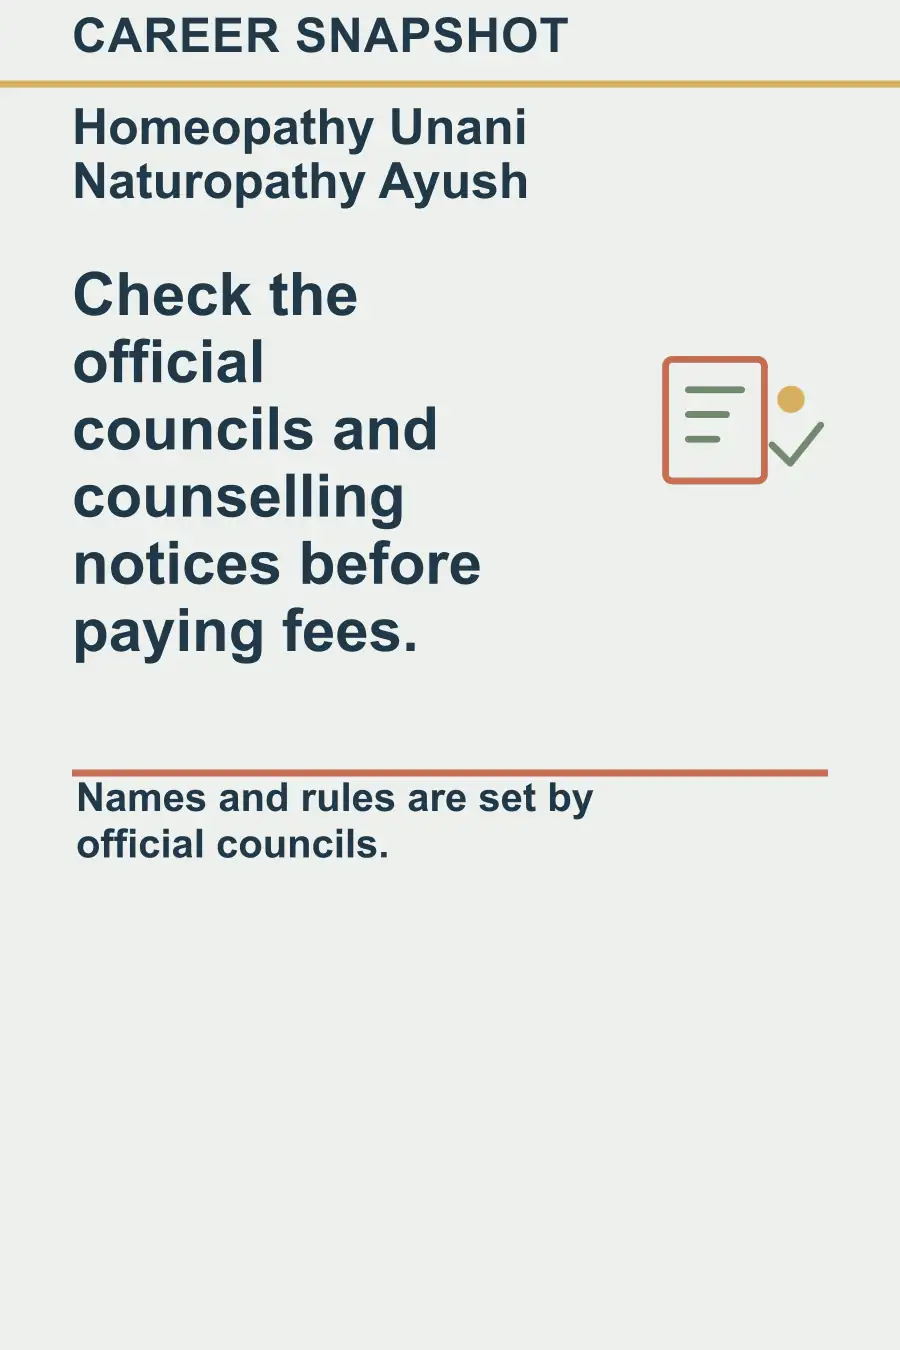 CAREER SNAPSHOT
Homeopathy Unani
Naturopathy Ayush
Check the
official
councils and
counselling
notices before
paying fees.
Names and rules are set by
official councils.